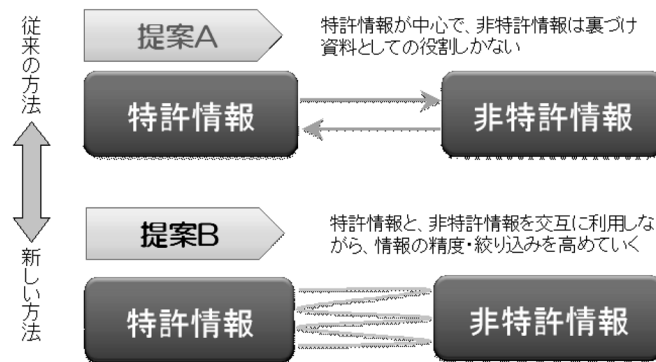 従来の方法
提案A
特許情報が中心で、非特許情報は裏づけ
資料としての役割しかない
特許情報
非特許情報
新しい方法
提案B
特許情報と、非特許情報を交互に利用しな
がら、情報の精度・絞り込みを高めていく
特許情報
非特許情報